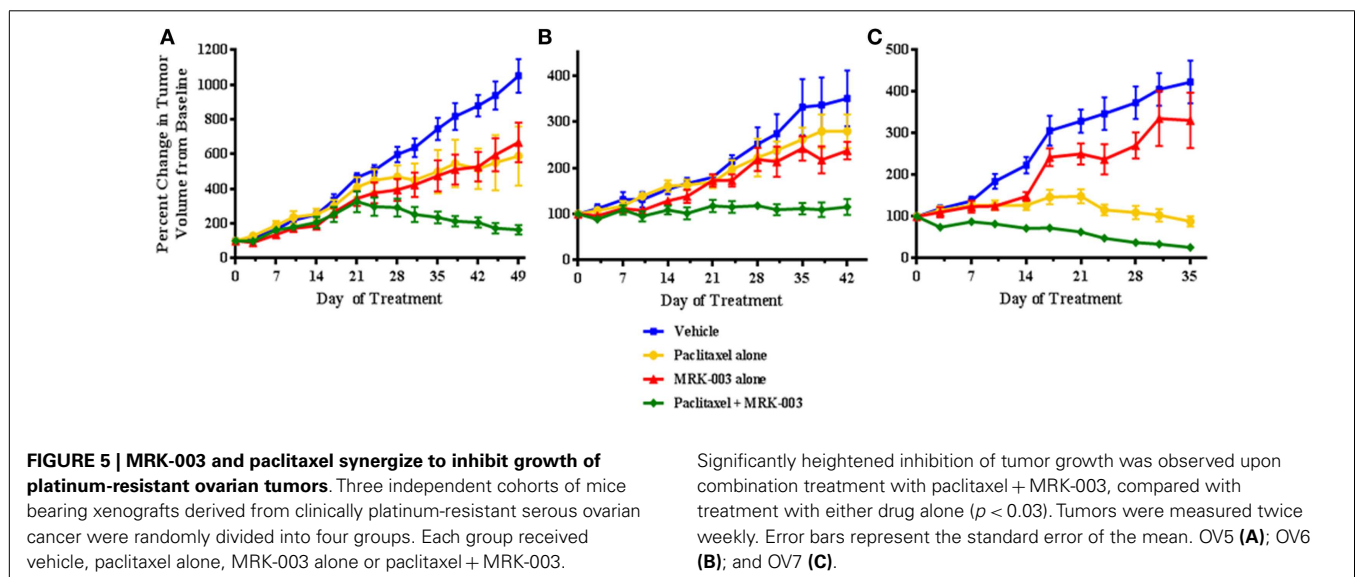 A
B
C
Percent Change in Tumor
Volume from Baseline
1200
1000
800
600
400
200
0
0 7 14 21 28 35 42 49
Day of Treatment
400
300
200
100
0
0 7 14 21 28 35 42
Day of Treatment
500
400
300
200
100
0
0 7 14 21 28 35
Day of Treatment
Vehicle
Paclitaxel alone
MRK-003 alone
Paclitaxel + MRK-003
FIGURE 5 | MRK-003 and paclitaxel synergize to inhibit growth of
platinum-resistant ovarian tumors. Three independent cohorts of mice
bearing xenografts derived from clinically platinum-resistant serous ovarian
cancer were randomly divided into four groups. Each group received
vehicle, paclitaxel alone, MRK-003 alone or paclitaxel + MRK-003.
Significantly heightened inhibition of tumor growth was observed upon
combination treatment with paclitaxel + MRK-003, compared with
treatment with either drug alone (p < 0.03). Tumors were measured twice
weekly. Error bars represent the standard error of the mean. OV5 (A); OV6
(B); and OV7 (C).